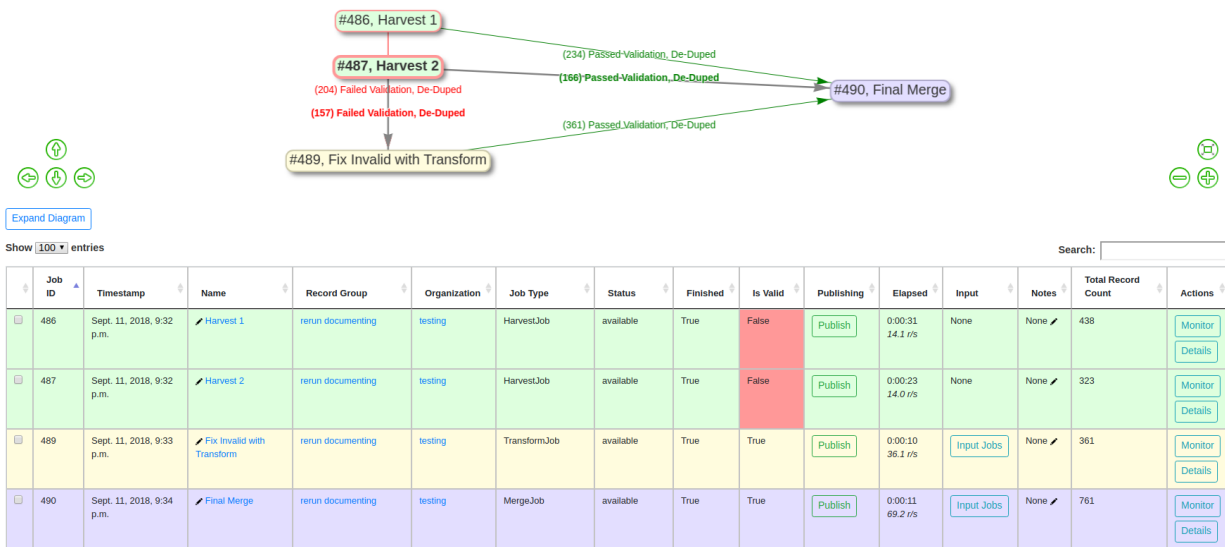 #486, Harvest 1
(234) Passed Validation, De-Duped
#487, Harvest 2
(166) Passed Validation, De-Duped
(204) Failed Validation, De-Duped
#490, Final Merge
(157) Failed Validation, De-Duped
(361) Passed Validation, De-Duped
#489, Fix Invalid with Transform
Expand Diagram
Show 100 entries
Search:
Job ID Timestamp Name Record Group Organization Job Type Status Finished Is Valid Publishing Elapsed Input Notes Total Record Count Actions
486 Sept. 11, 2018, 9:32 p.m. Harvest 1 rerun documenting testing HarvestJob available True False Publish 0:00:31 14.1 r/s None None 438 Monitor Details
487 Sept. 11, 2018, 9:32 p.m. Harvest 2 rerun documenting testing HarvestJob available True False Publish 0:00:23 14.0 r/s None None 323 Monitor Details
489 Sept. 11, 2018, 9:33 p.m. Fix Invalid with Transform rerun documenting testing TransformJob available True True Publish 0:00:10 36.1 r/s Input Jobs None 361 Monitor Details
490 Sept. 11, 2018, 9:34 p.m. Final Merge rerun documenting testing MergeJob available True True Publish 0:00:11 69.2 r/s Input Jobs None 761 Monitor Details